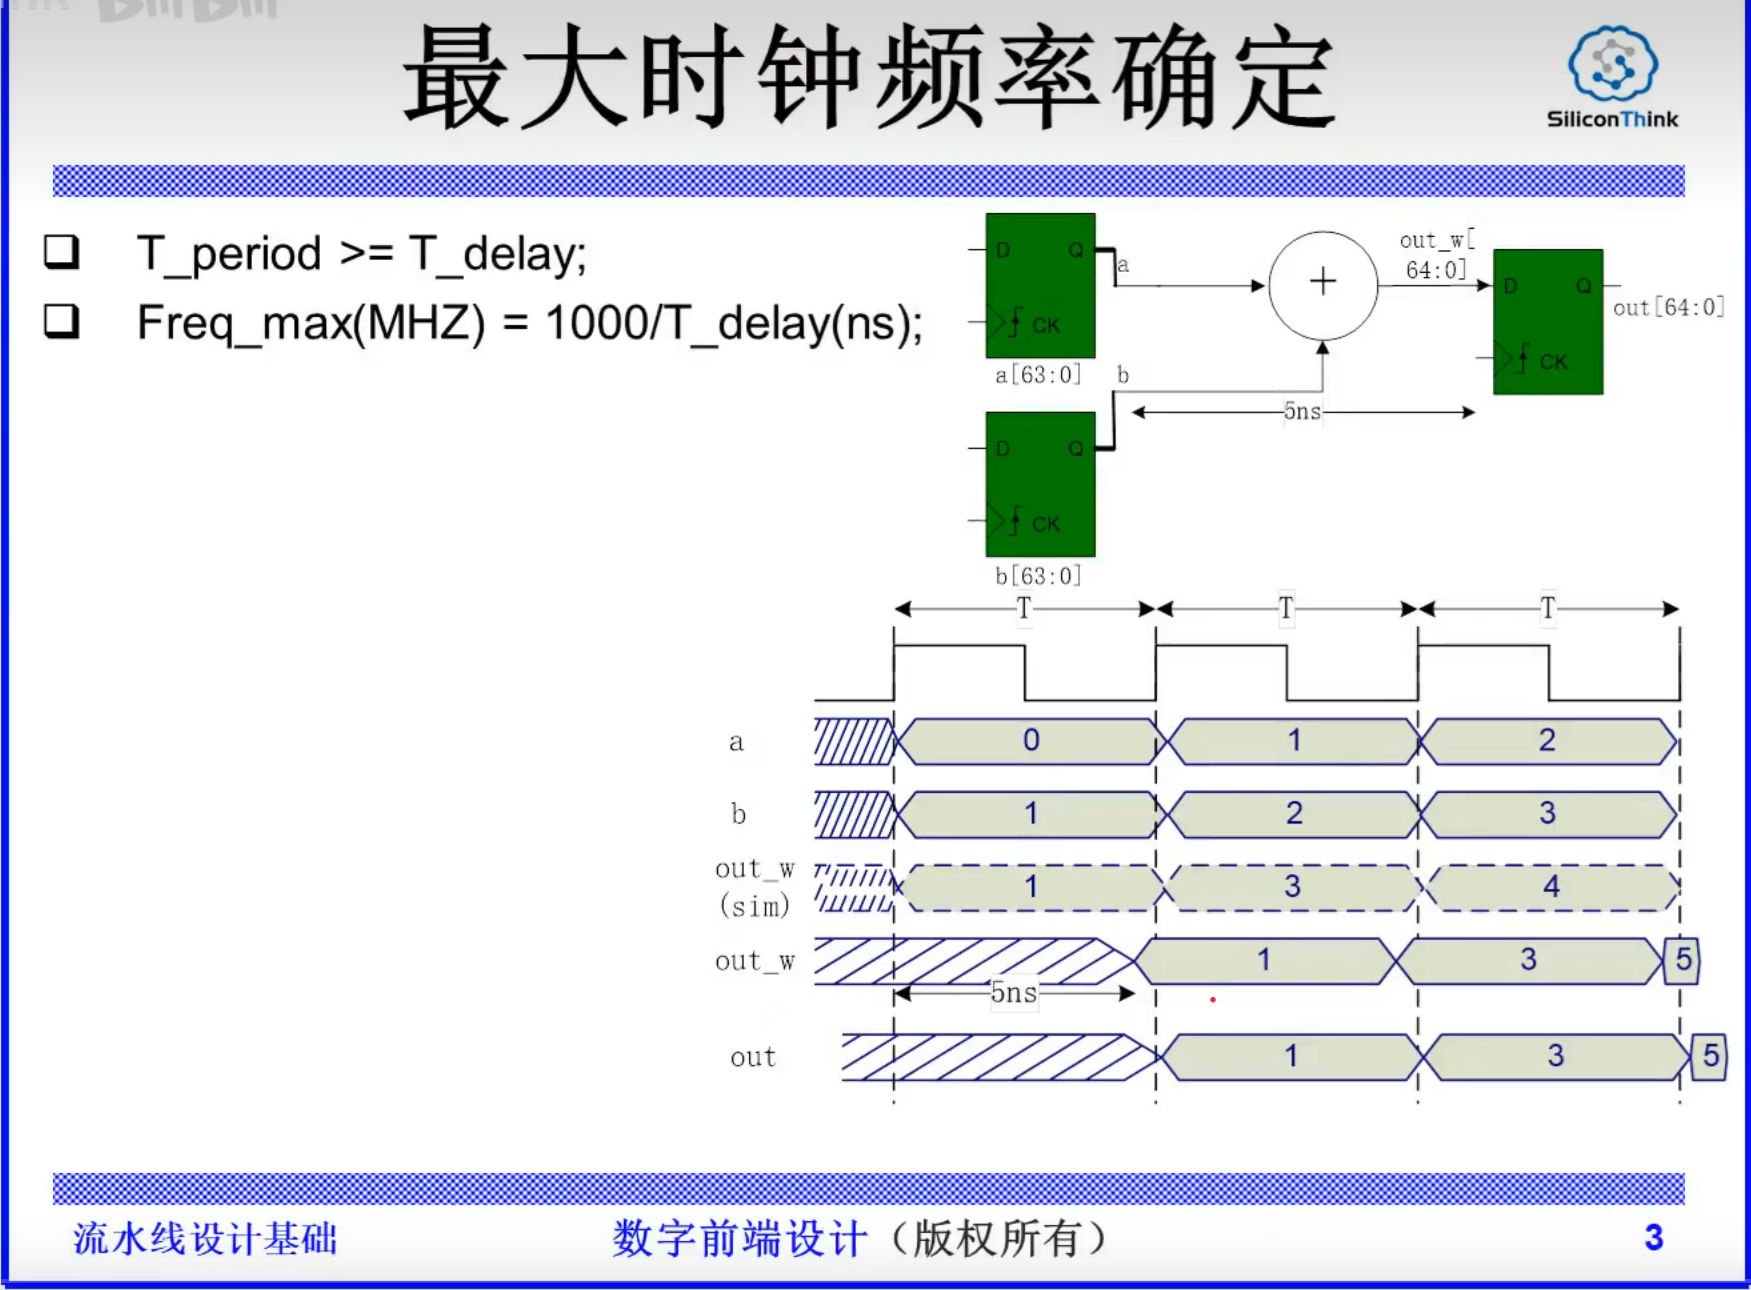 最大时钟频率确定
SiliconThink
T_period >= T_delay;
Freq_max(MHZ) = 1000/T_delay(ns);
D Q
CK
a[63:0]
a
+
out_w[
64:0]
D Q
CK
out[64:0]
b
5ns
D Q
CK
b[63:0]
T T T
a 0 1 2
b 1 2 3
out_w
(sim) 1 3 4
out_w 1 3 5
5ns
out 1 3 5
流水线设计基础 数字前端设计（版权所有） 3